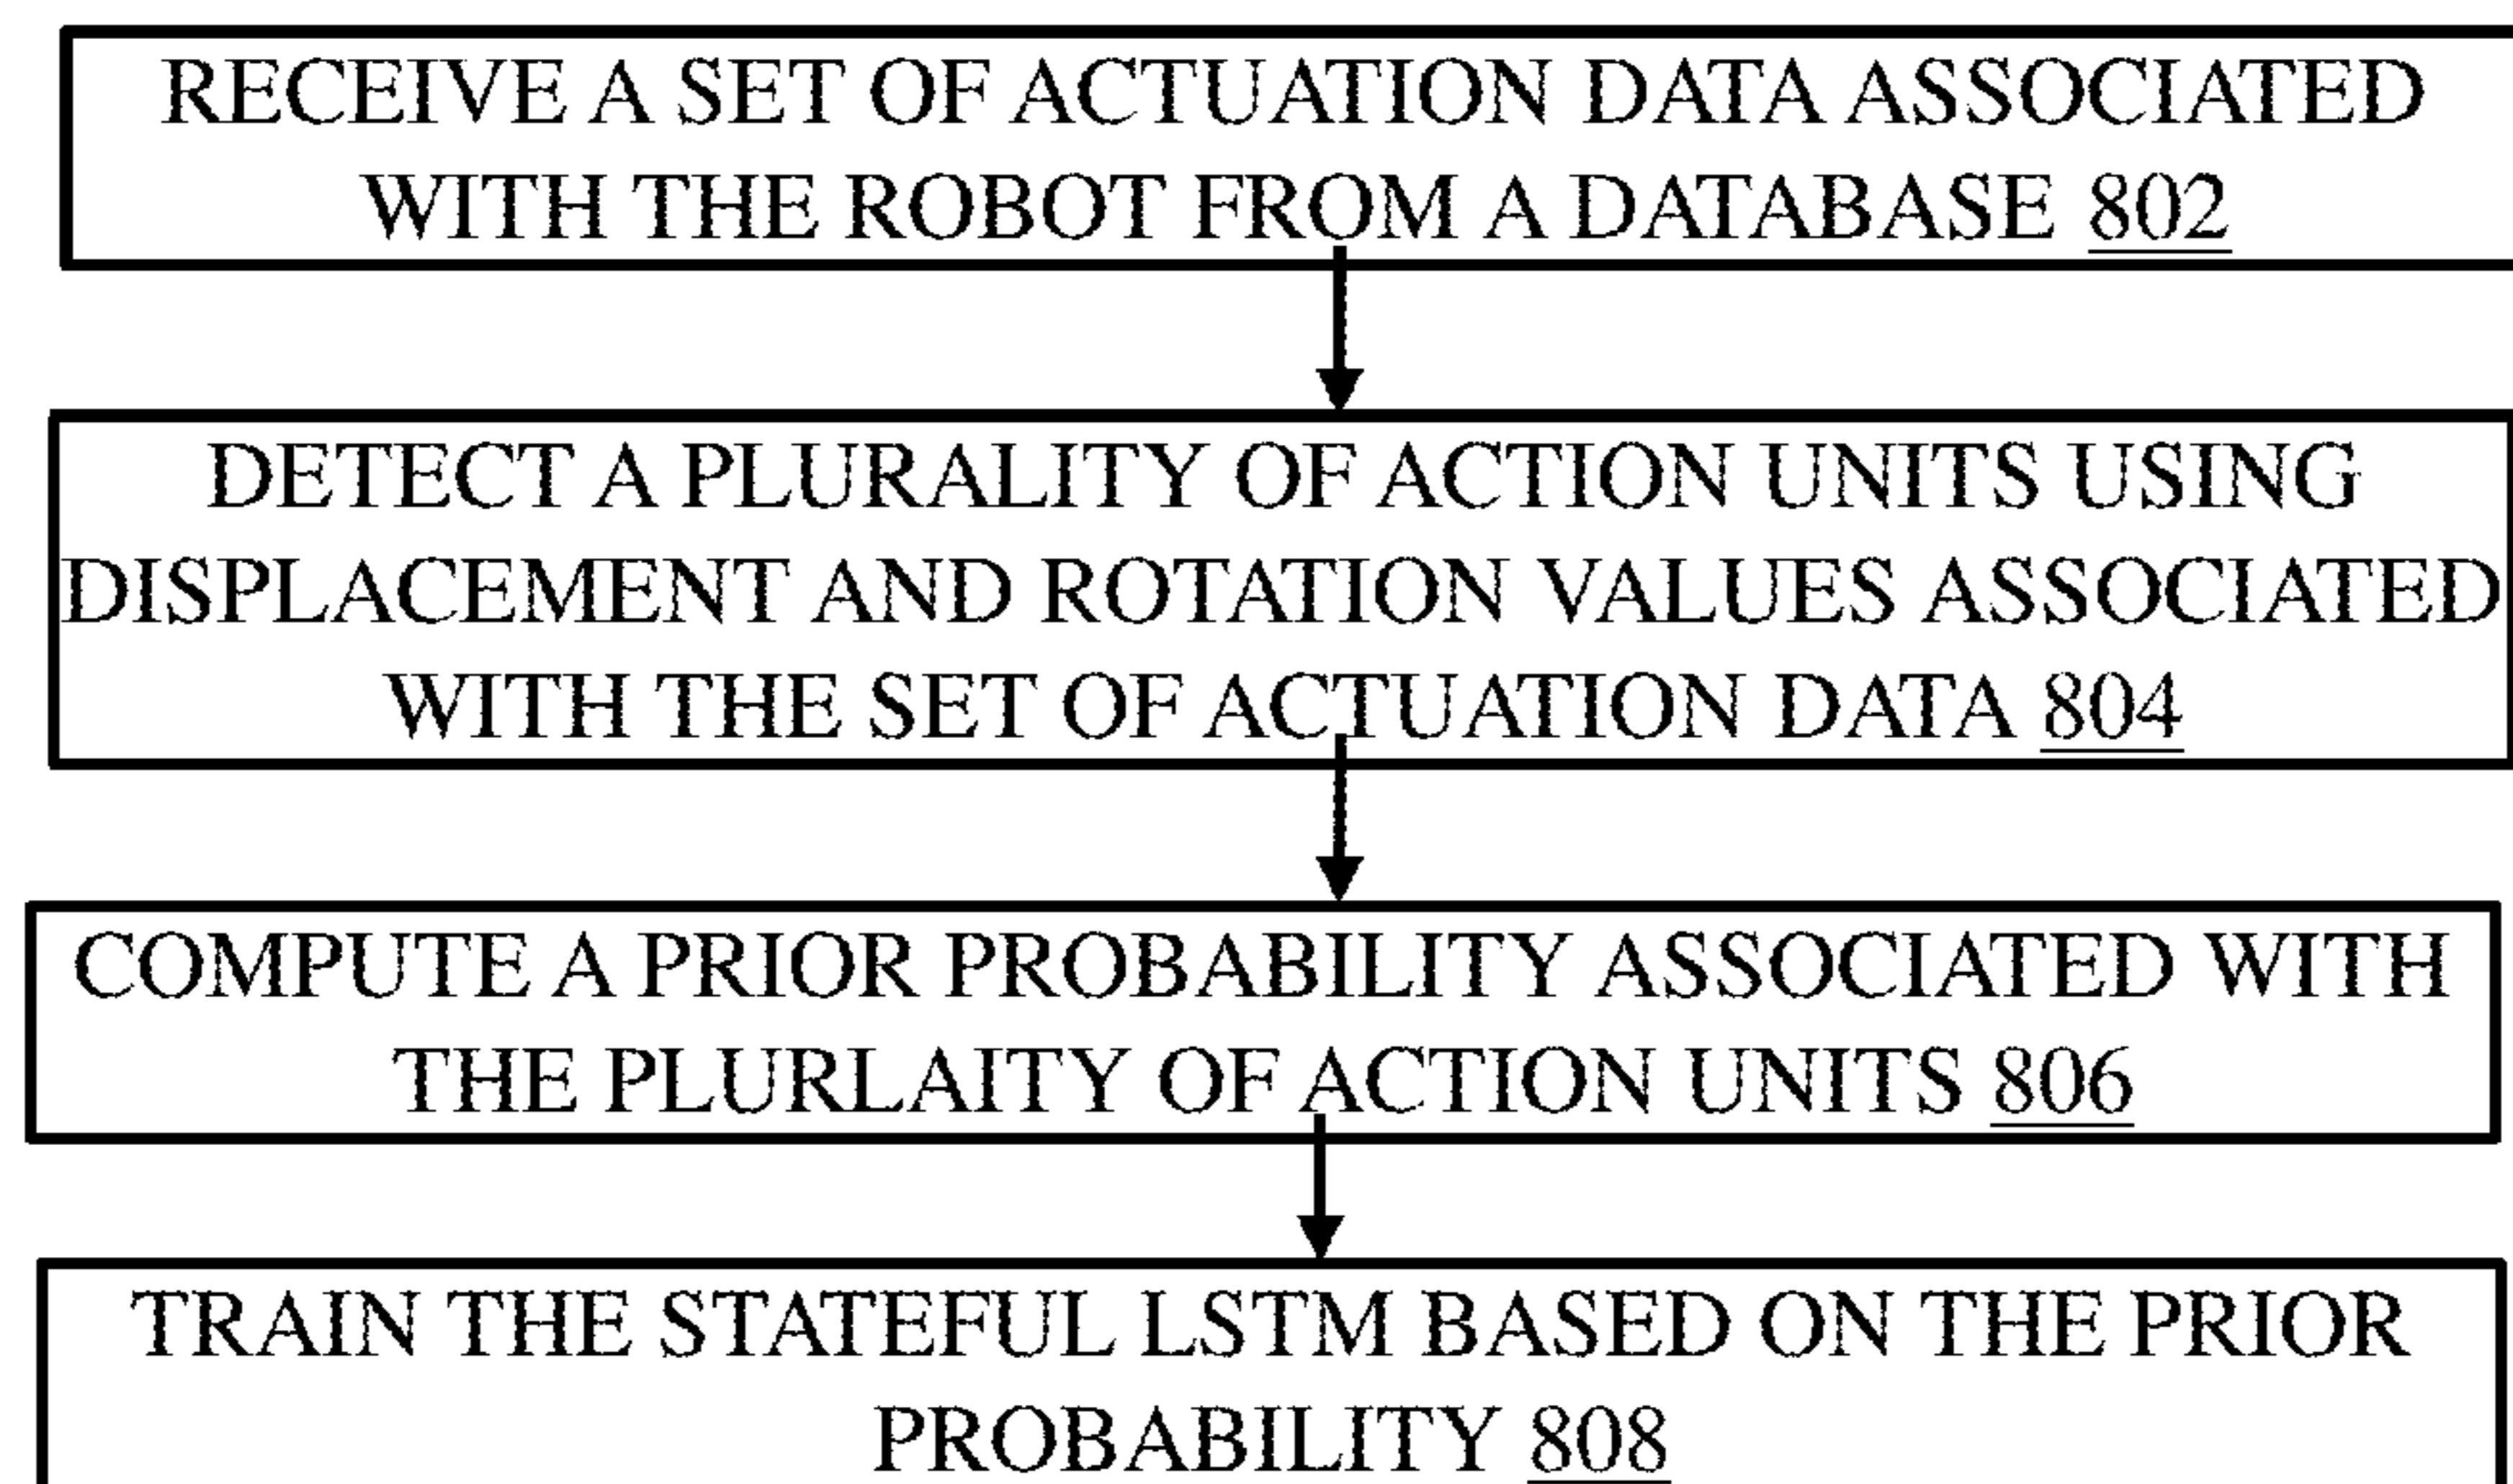 RECEIVE A SET OF ACTUATION DATA ASSOCIATED
WITH THE ROBOT FROM A DATABASE 802
DETECT A PLURALITY OF ACTION UNITS USING
DISPLACEMENT AND ROTATION VALUES ASSOCIATED
WITH THE SET OF ACTUATION DATA 804
COMPUTE A PRIOR PROBABILITY ASSOCIATED WITH
THE PLURLAITY OF ACTION UNITS 806
TRAIN THE STATEFUL LSTM BASED ON THE PRIOR
PROBABILITY 808